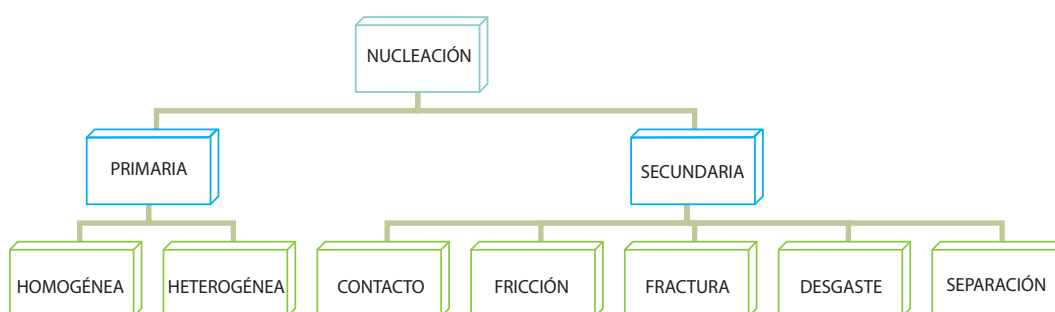 NUCLEACIÓN
PRIMARIA
SECUNDARIA
HOMOGÉNEA
HETEROGÉNEA
CONTACTO
FRICCIÓN
FRACTURA
DESGASTE
SEPARACIÓN